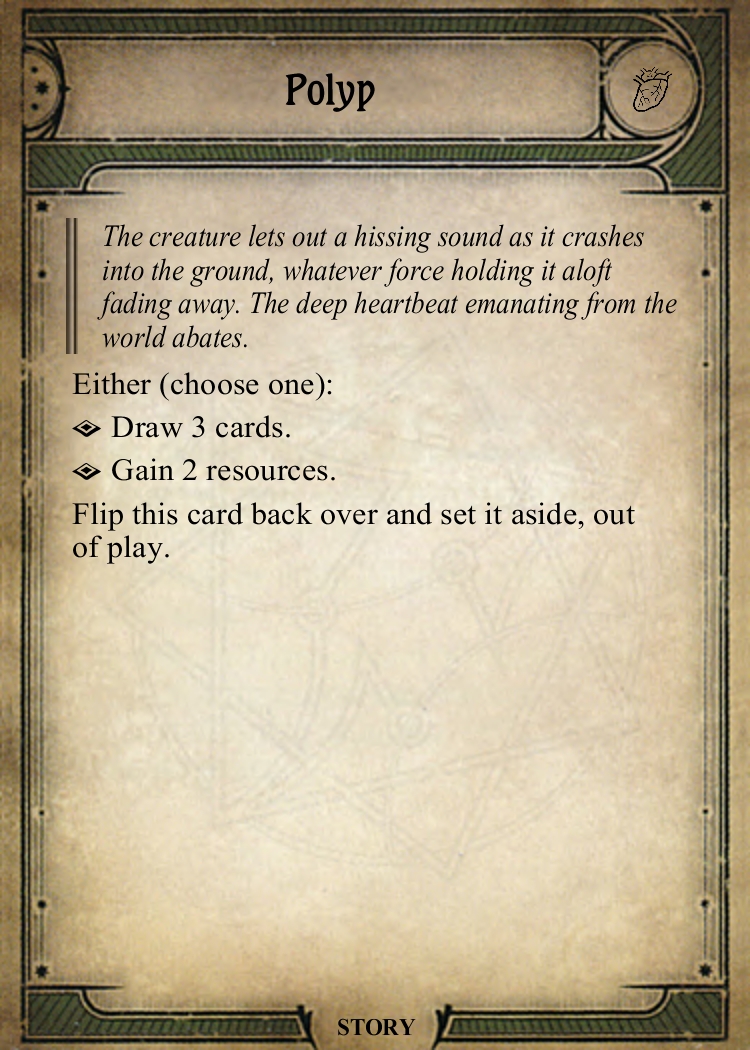 Polyp
The creature lets out a hissing sound as it crashes
into the ground, whatever force holding it aloft
fading away. The deep heartbeat emanating from the
world abates.
Either (choose one):
Draw 3 cards.
Gain 2 resources.
Flip this card back over and set it aside, out
of play.
STORY